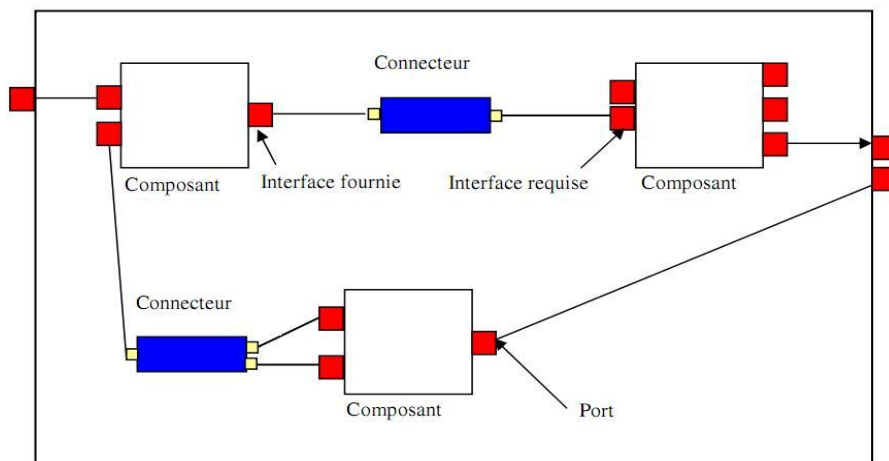 Connecteur
Composant
Interface fournie
Interface requise
Composant
Connecteur
Composant
Port